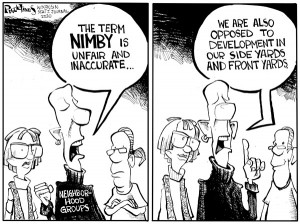 THE TERM
NIMBY IS
UNFAIR AND
INACCURATE...
NEIGHBOR-
HOOD
GROUPS
WE ARE ALSO
OPPOSED TO
DEVELOPMENT IN
OUR SIDE YARDS
AND FRONT YARDS.